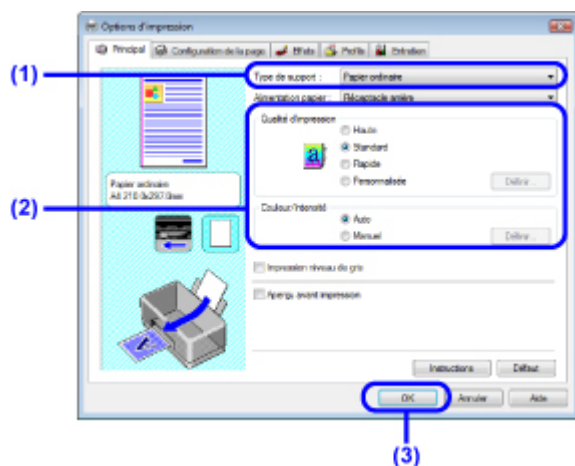 Options d'impression
Principal Configuration de la page Effets Profils Entretien
(1)
Type de support : Papier ordinaire
Alimentation papier : Réceptacle arrière
Qualité d'impression
Haute
Standard
Rapide
Personnalisée Définir...
Papier ordinaire
A4 210.0x297.0mm
(2)
Couleur/Intensité
Auto
Manuel Définir...
Impression niveau de gris
Aperçu avant impression
Instructions Défaut
OK Annuler Aide
(3)